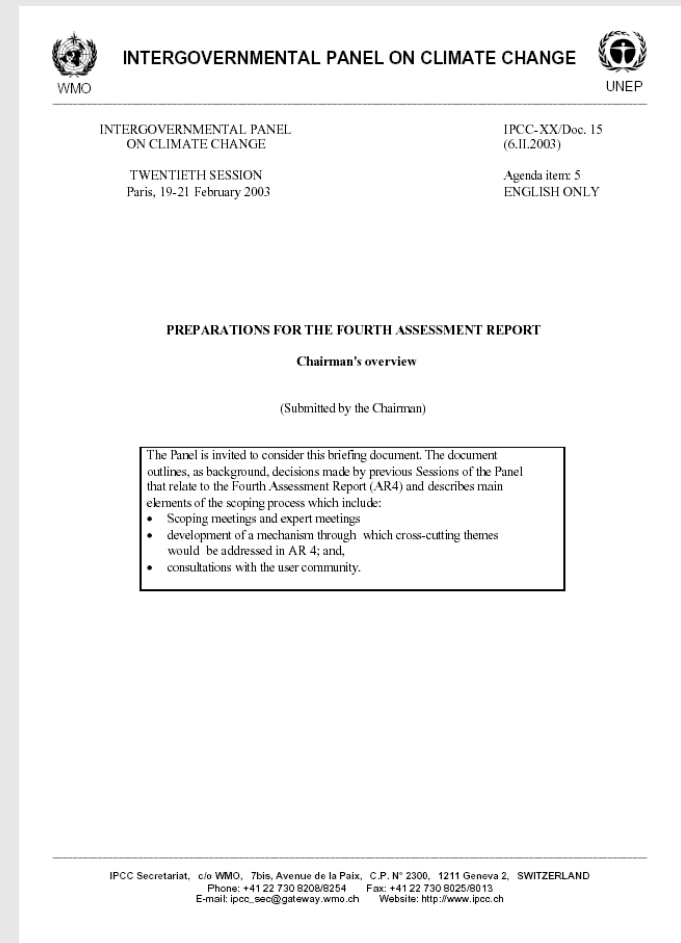 INTERGOVERNMENTAL PANEL ON CLIMATE CHANGE
WMO
UNEP
INTERGOVERNMENTAL PANEL
ON CLIMATE CHANGE
IPCC-XX/Doc. 15
(6.II.2003)
TWENTIETH SESSION
Paris, 19-21 February 2003
Agenda item: 5
ENGLISH ONLY
PREPARATIONS FOR THE FOURTH ASSESSMENT REPORT
Chairman's overview
(Submitted by the Chairman)
The Panel is invited to consider this briefing document. The document
outlines, as background, decisions made by previous Sessions of the Panel
that relate to the Fourth Assessment Report (AR4) and describes main
elements of the scoping process which include:
• Scoping meetings and expert meetings
• development of a mechanism through which cross-cutting themes
would be addressed in AR 4; and,
• consultations with the user community.
IPCC Secretariat, c/o WMO, 7bis, Avenue de la Paix, C.P. N° 2300, 1211 Geneva 2, SWITZERLAND
Phone: +41 22 730 8208/8254 Fax: +41 22 730 8025/8013
E-mail: ipcc_sec@gateway.wmo.ch Website: http://www.ipcc.ch